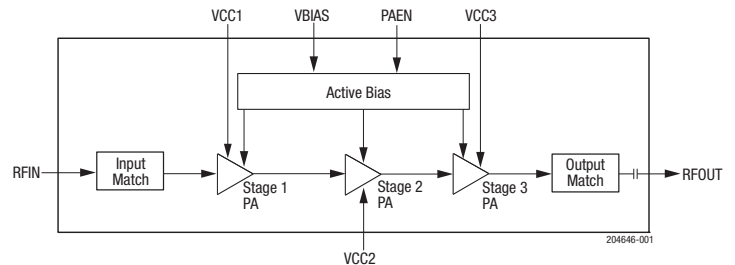 VCC1
VBIAS
PAEN
VCC3
Active Bias
RFIN
Input
Match
Stage 1
PA
Stage 2
PA
Stage 3
PA
Output
Match
RFOUT
204646-001
VCC2